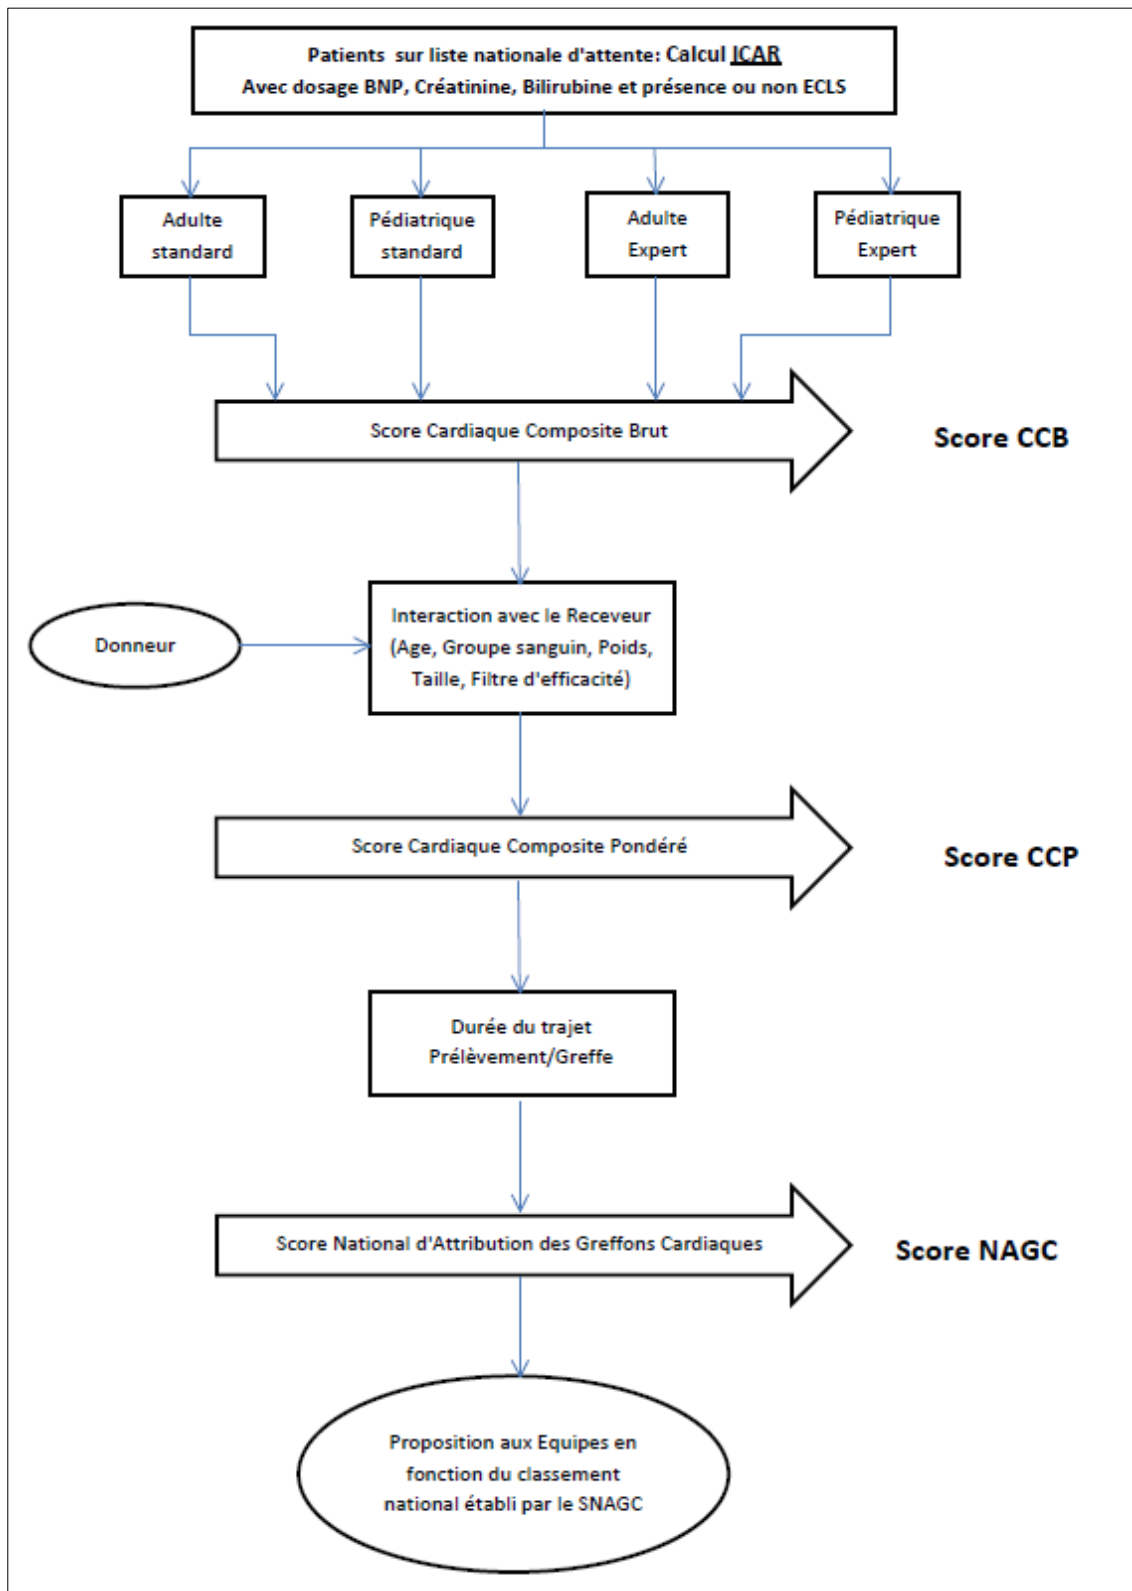 Patients sur liste nationale d'attente: Calcul ICAR
Avec dosage BNP, Créatinine, Bilirubine et présence ou non ECLS
Adulte
standard
Pédiatrique
standard
Adulte
Expert
Pédiatrique
Expert
Score Cardiaque Composite Brut
Score CCB
Donneur
Interaction avec le Receveur
(Age, Groupe sanguin, Poids,
Taille, Filtre d'efficacité)
Score Cardiaque Composite Pondéré
Score CCP
Durée du trajet
Prélèvement/Greffe
Score National d'Attribution des Greffons Cardiaques
Score NAGC
Proposition aux Equipes en
fonction du classement
national établi par le SNAGC